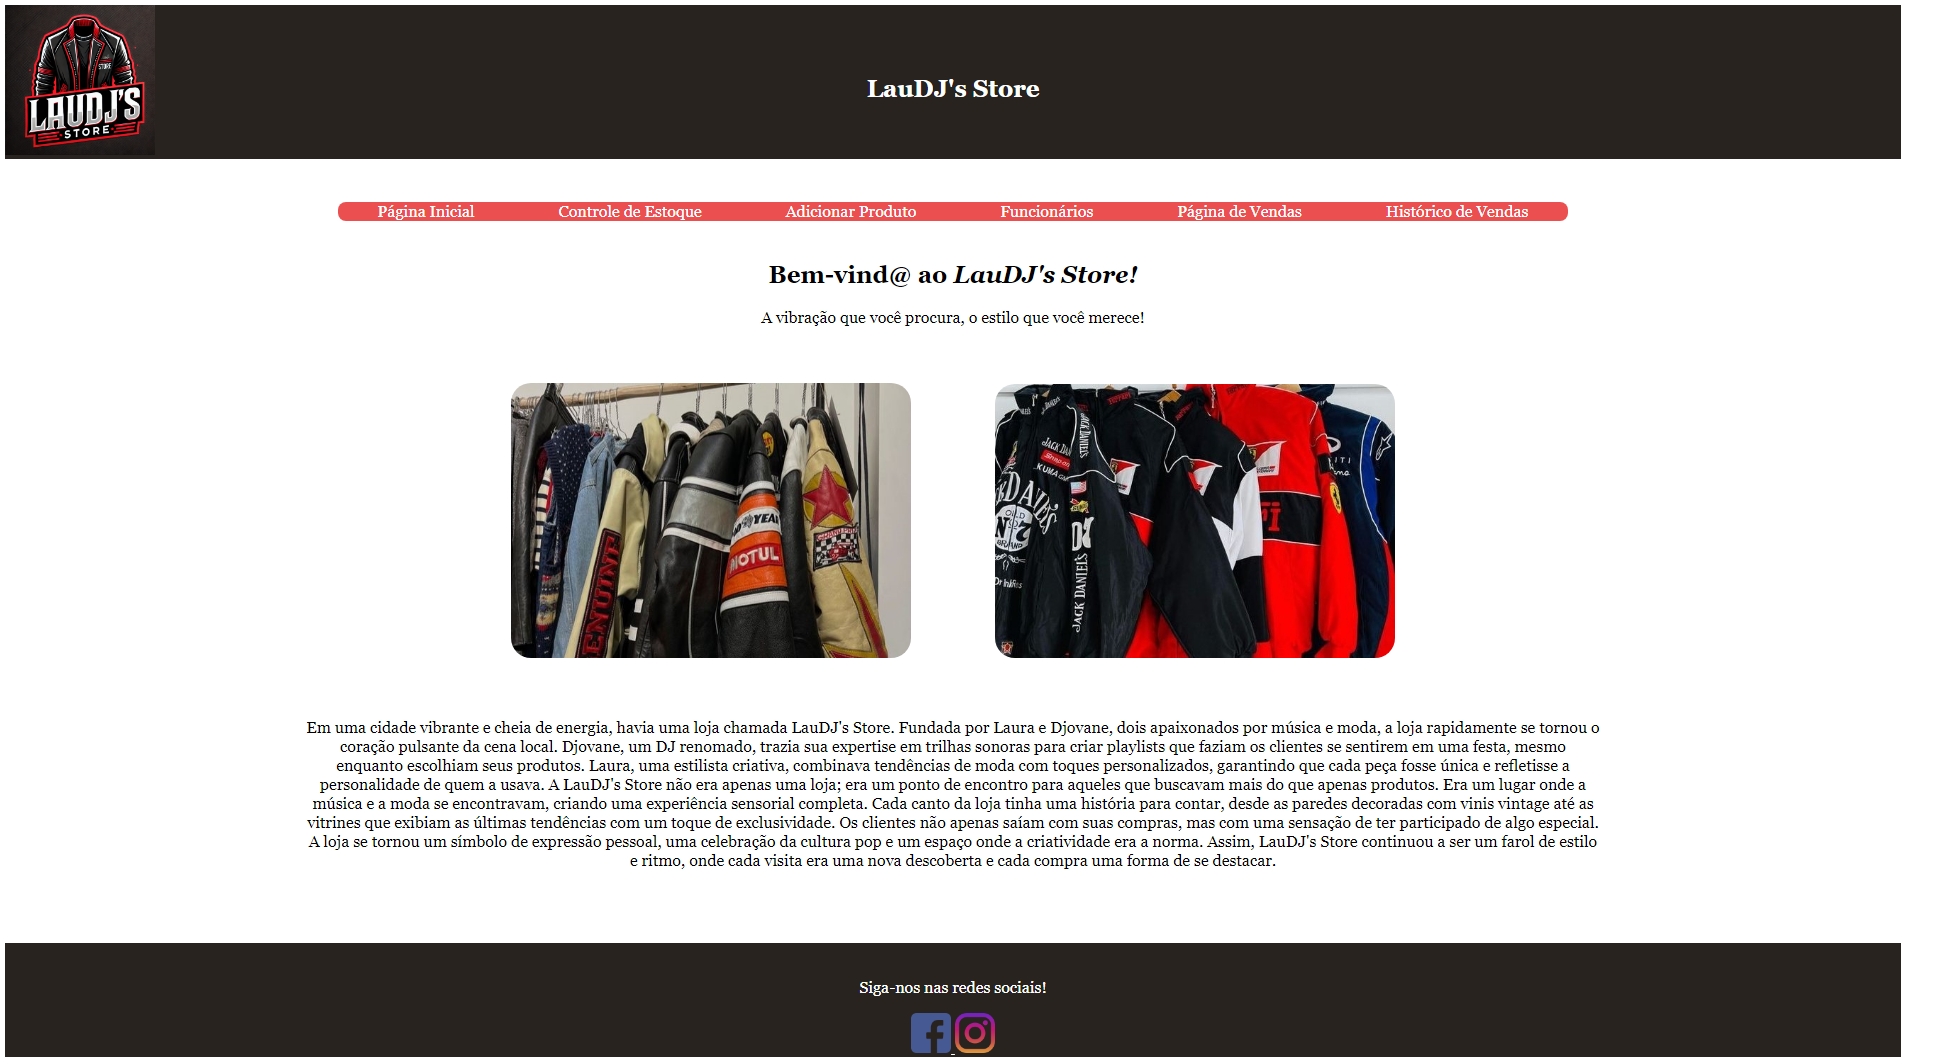 STORE
LAUDJ'S
STORE
LauDJ's Store
Página Inicial Controle de Estoque Adicionar Produto Funcionários Página de Vendas Histórico de Vendas
Bem-vind@ ao LauDJ's Store!
A vibração que você procura, o estilo que você merece!
ENUINE
YEAR
MOTUL
JACK DANIEL'S
JACK DANIEL'S
OLD
BRAND
JACK DANIEL'S
Em uma cidade vibrante e cheia de energia, havia uma loja chamada LauDJ's Store. Fundada por Laura e Djovane, dois apaixonados por música e moda, a loja rapidamente se tornou o
coração pulsante da cena local. Djovane, um DJ renomado, trazia sua expertise em trilhas sonoras para criar playlists que faziam os clientes se sentirem em uma festa, mesmo
enquanto escolhiam seus produtos. Laura, uma estilista criativa, combinava tendências de moda com toques personalizados, garantindo que cada peça fosse única e refletisse a
personalidade de quem a usava. A LauDJ's Store não era apenas uma loja; era um ponto de encontro para aqueles que buscavam mais do que apenas produtos. Era um lugar onde a
música e a moda se encontravam, criando uma experiência sensorial completa. Cada canto da loja tinha uma história para contar, desde as paredes decoradas com vinis vintage até as
vitrines que exibiam as últimas tendências com um toque de exclusividade. Os clientes não apenas saíam com suas compras, mas com uma sensação de ter participado de algo especial.
A loja se tornou um símbolo de expressão pessoal, uma celebração da cultura pop e um espaço onde a criatividade era a norma. Assim, LauDJ's Store continuou a ser um farol de estilo
e ritmo, onde cada visita era uma nova descoberta e cada compra uma forma de se destacar.
Siga-nos nas redes sociais!